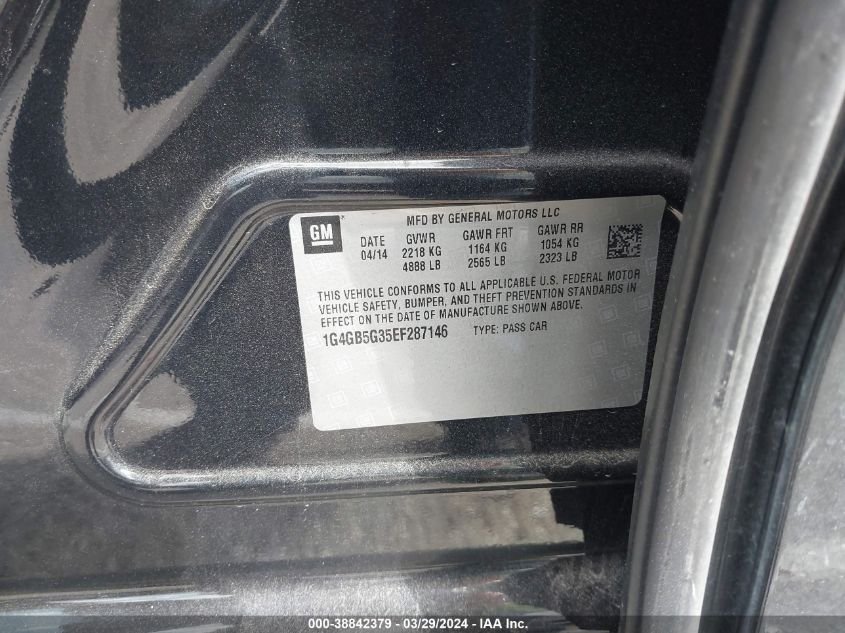 GM
MFD BY GENERAL MOTORS LLC
DATE GVWR GAWR FRT GAWR RR
04/14 2218 KG 1164 KG 1054 KG
4888 LB 2565 LB 2323 LB
THIS VEHICLE CONFORMS TO ALL APPLICABLE U.S. FEDERAL MOTOR
VEHICLE SAFETY, BUMPER, AND THEFT PREVENTION STANDARDS IN
EFFECT ON THE DATE OF MANUFACTURE SHOWN ABOVE.
1G4GB5G35EF287146 TYPE: PASS CAR
000-38842379 - 03/29/2024 - IAA Inc.